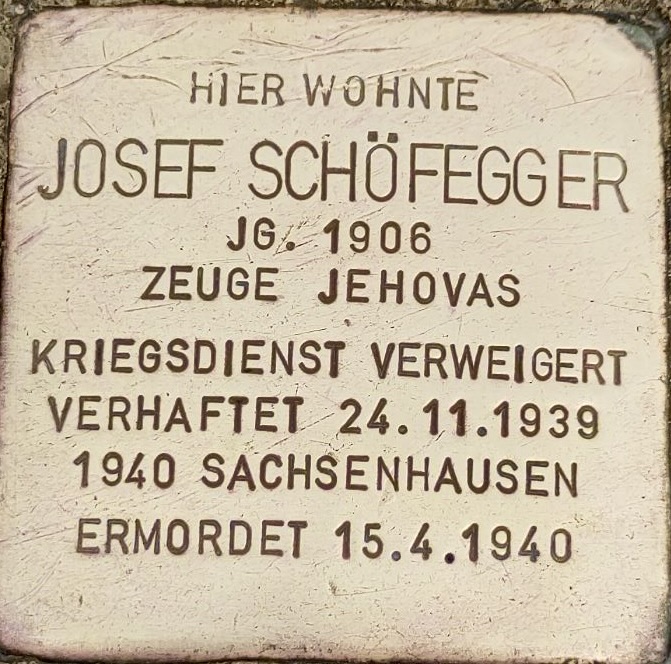 HIER WOHNTE
JOSEF SCHÖFEGGER
JG. 1906
ZEUGE JEHOVAS
KRIEGSDIENST VERWEIGERT
VERHAFTET 24.11.1939
1940 SACHSENHAUSEN
ERMORDET 15.4.1940